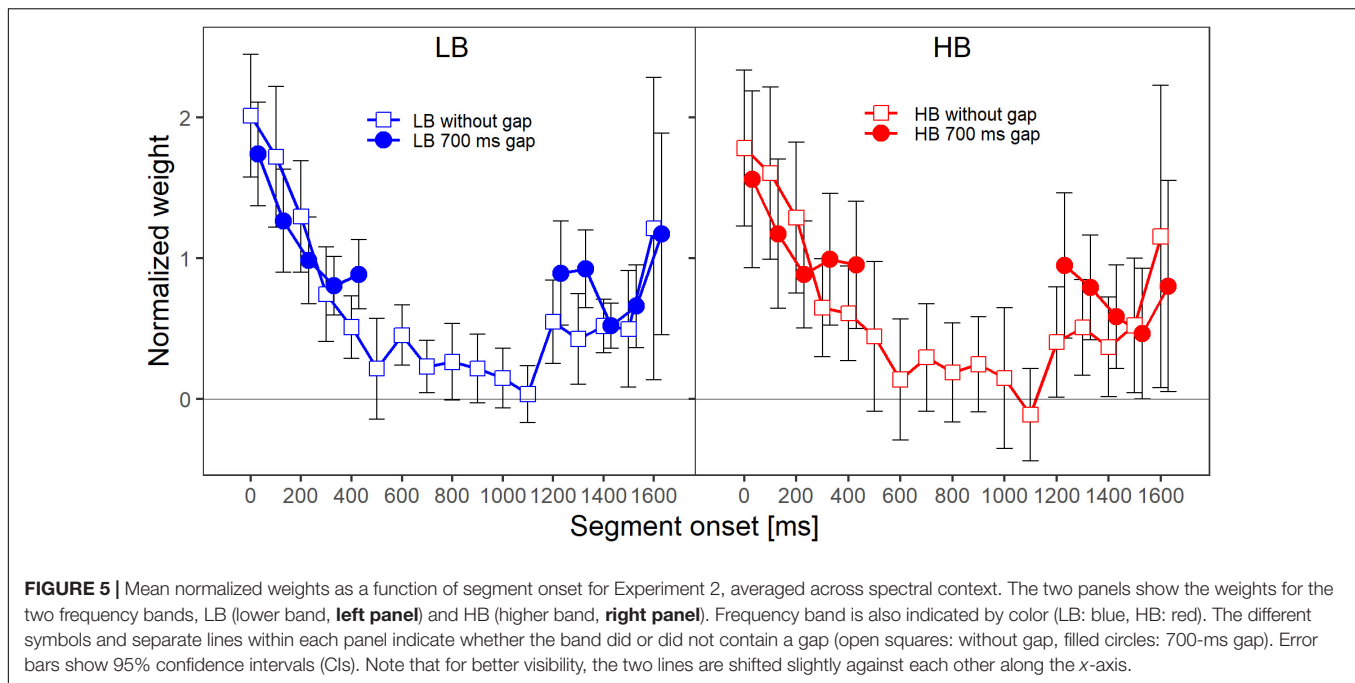 LB
HB
LB without gap
LB 700 ms gap
HB without gap
HB 700 ms gap
Normalized weight
2
1
0
0 200 400 600 800 1000 1200 1400 1600
0 200 400 600 800 1000 1200 1400 1600
Segment onset [ms]
FIGURE 5 | Mean normalized weights as a function of segment onset for Experiment 2, averaged across spectral context. The two panels show the weights for the
two frequency bands, LB (lower band, left panel) and HB (higher band, right panel). Frequency band is also indicated by color (LB: blue, HB: red). The different
symbols and separate lines within each panel indicate whether the band did or did not contain a gap (open squares: without gap, filled circles: 700-ms gap). Error
bars show 95% confidence intervals (CIs). Note that for better visibility, the two lines are shifted slightly against each other along the x-axis.